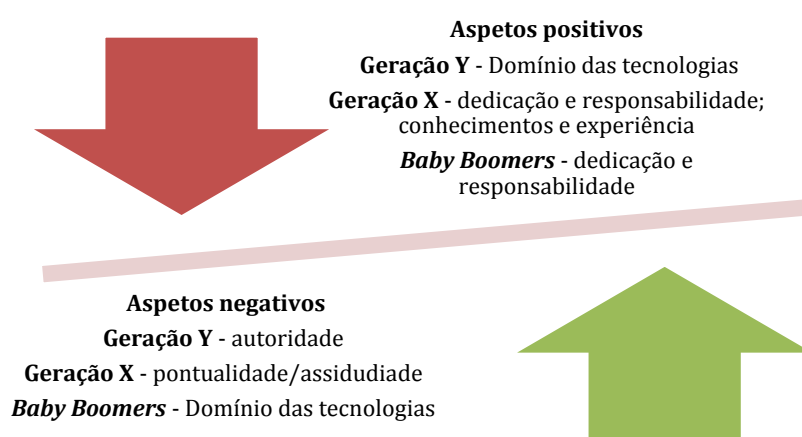 Aspetos positivos
Geração Y - Domínio das tecnologias
Geração X - dedicação e responsabilidade;
conhecimentos e experiência
Baby Boomers - dedicação e
responsabilidade
Aspetos negativos
Geração Y - autoridade
Geração X - pontualidade/assidudiade
Baby Boomers - Domínio das tecnologias